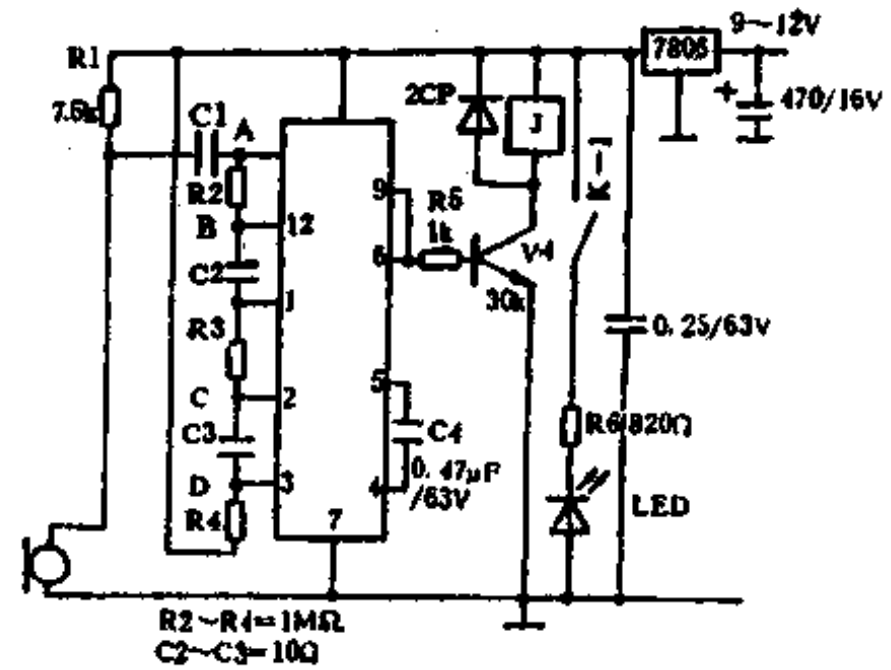 9~12V
R1
7805
2CP
+
470/16V
7.5k
C1
A
J
K-1
R2
9
R5
B
12
1k
V4
6
C2
30k
1
0.25/63V
R3
5
C
2
R6 820Ω
C3
C4
0.47μF
D
3
4
/63V
R4
LED
7
R2~R4=1MΩ
C2~C3=10Ω